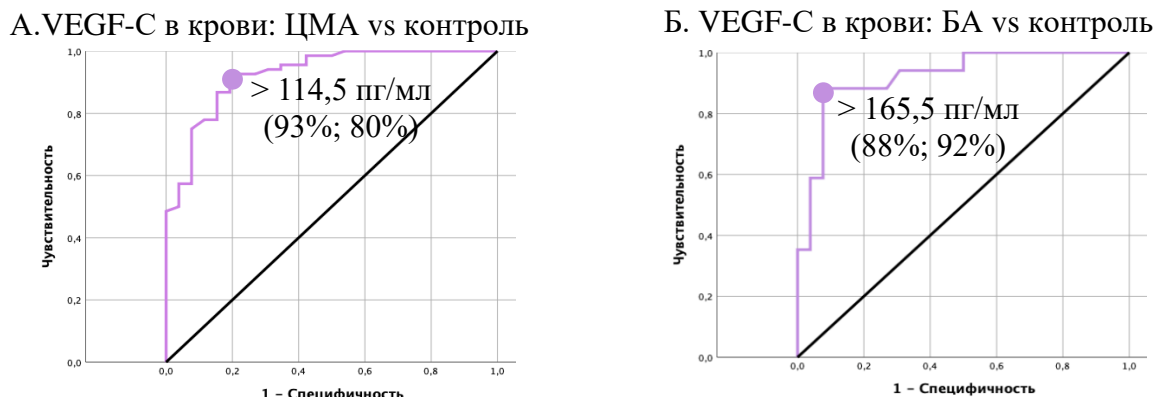 А.VEGF-C в крови: ЦМА vs контроль
1,0
0,8
0,6
0,4
0,2
0,0
Чувствительность
> 114,5 пг/мл
(93%; 80%)
0,0 0,2 0,4 0,6 0,8 1,0
1 – Специфичность
Б. VEGF-C в крови: БА vs контроль
1,0
0,8
0,6
0,4
0,2
0,0
Чувствительность
> 165,5 пг/мл
(88%; 92%)
0,0 0,2 0,4 0,6 0,8 1,0
1 – Специфичность